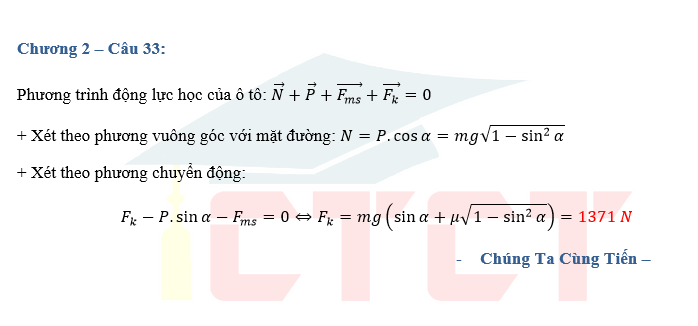 Chương 2 – Câu 33:
Phương trình động lực học của ô tô: $\vec{N} + \vec{P} + \overrightarrow{F_{ms}} + \overrightarrow{F_k} = 0$
+ Xét theo phương vuông góc với mặt đường: $N = P.\cos\alpha = mg\sqrt{1 - \sin^2\alpha}$
+ Xét theo phương chuyển động:
$F_k - P.\sin\alpha - F_{ms} = 0 \Leftrightarrow F_k = mg\left(\sin\alpha + \mu\sqrt{1 - \sin^2\alpha}\right) = 1371\ N$
- Chúng Ta Cùng Tiến –
CTCT